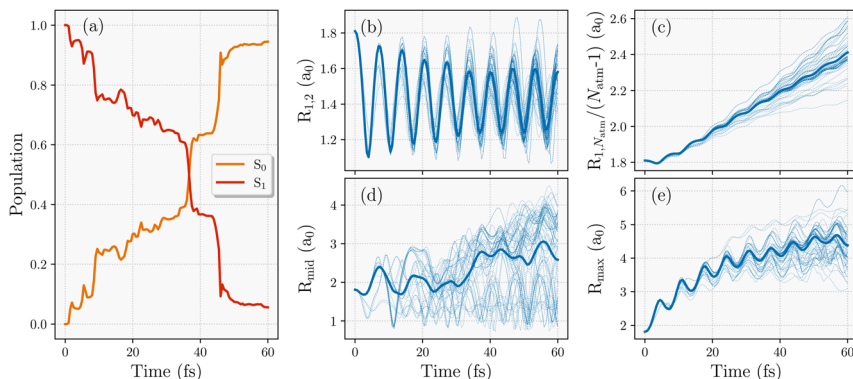 (a)
Population
1.0
0.8
0.6
0.4
0.2
0.0
S₀
S₁
0
20
40
60
Time (fs)
(b)
R₁,₂ (a₀)
1.8
1.6
1.4
1.2
(c)
R₁,Nₐₜₘ/(Nₐₜₘ-1) (a₀)
2.6
2.4
2.2
2.0
1.8
(d)
R_mid (a₀)
4
3
2
1
0
20
40
60
Time (fs)
(e)
R_max (a₀)
6
5
4
3
2
0
20
40
60
Time (fs)